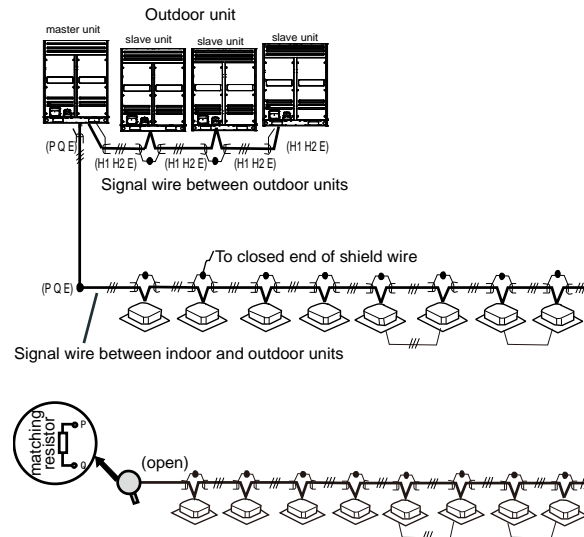 Outdoor unit
master unit
slave unit
slave unit
slave unit
(P Q E)
(H1 H2 E)
(H1 H2 E)
(H1 H2 E)
(H1 H2 E)
Signal wire between outdoor units
To closed end of shield wire
(P Q E)
Signal wire between indoor and outdoor units
matching
resistor
P
Q
(open)